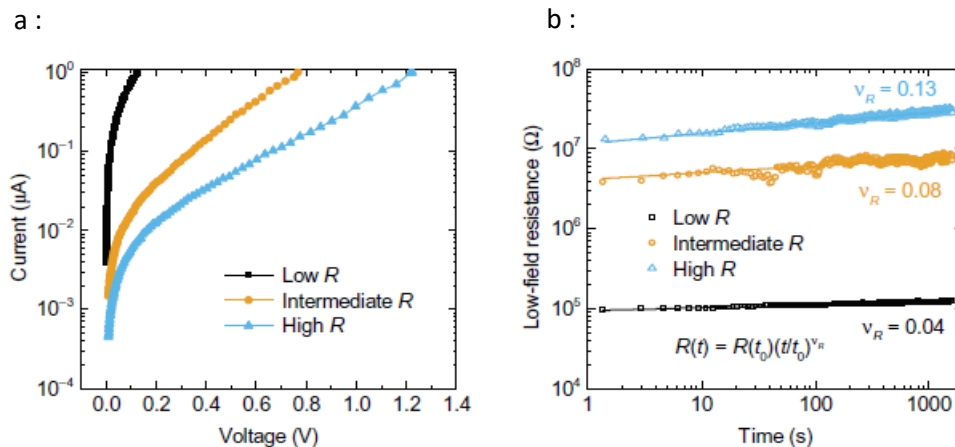 a :
b :
10⁰
10⁻¹
10⁻²
10⁻³
10⁻⁴
Current (µA)
0.0 0.2 0.4 0.6 0.8 1.0 1.2 1.4
Voltage (V)
Low R
Intermediate R
High R
10⁸
10⁷
10⁶
10⁵
10⁴
Low-field resistance (Ω)
ν_R = 0.13
ν_R = 0.08
Low R
Intermediate R
High R
ν_R = 0.04
R(t) = R(t₀)(t/t₀)^ν_R
1 10 100 1000
Time (s)